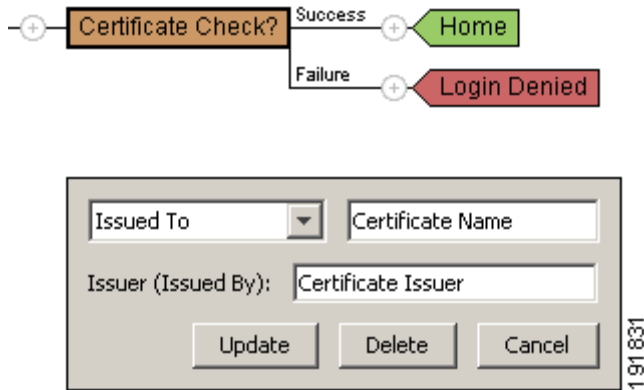 Certificate Check?
Success
Home
Failure
Login Denied
Issued To
Certificate Name
Issuer (Issued By):
Certificate Issuer
Update
Delete
Cancel
191831